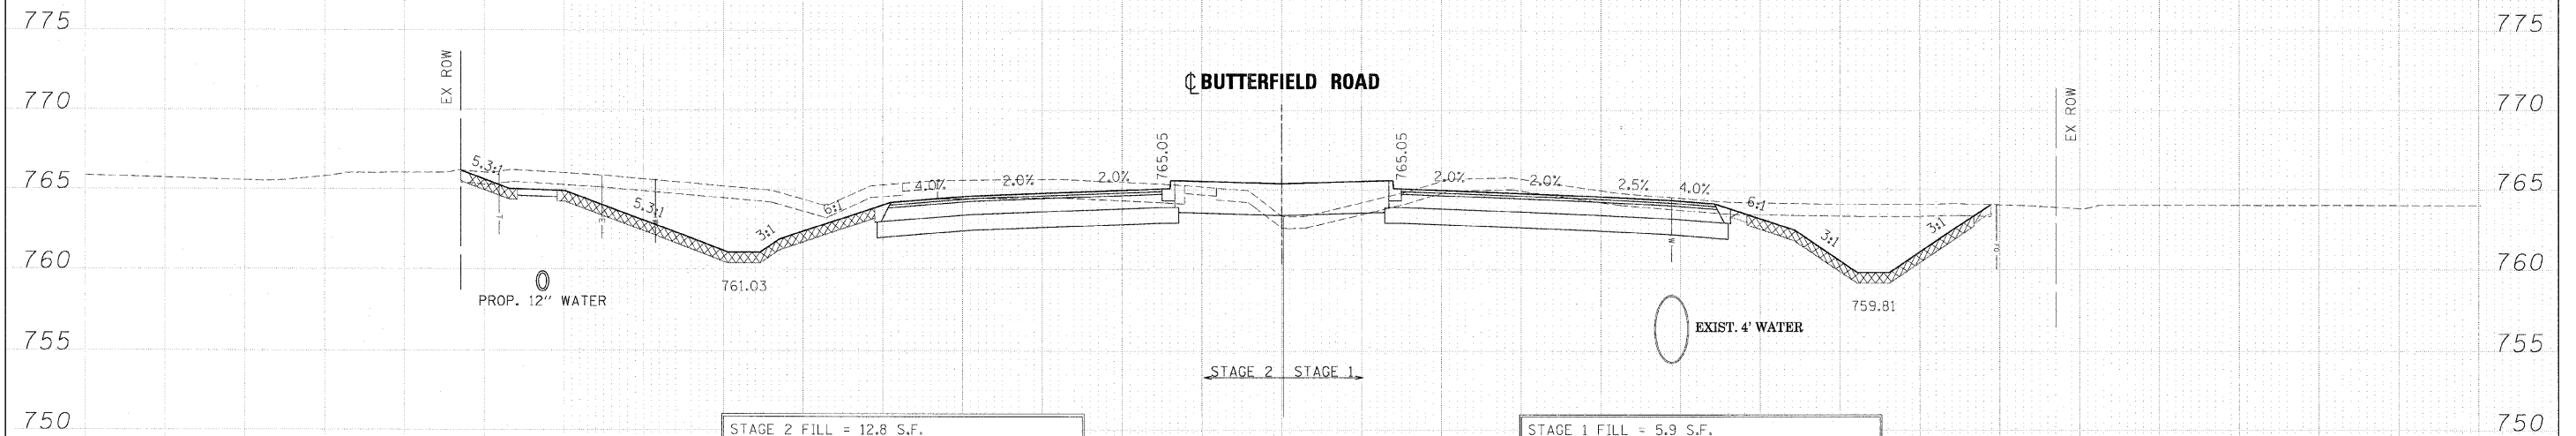 775
775
EX ROW
℄ BUTTERFIELD ROAD
770
770
EX ROW
765.05
765.05
5.3:1
765
4.0%
2.0%
2.0%
2.0%
2.0%
2.5%
4.0%
765
5.3:1
6:1
6:1
3:1
3:1
3:1
T
E
W
760
760
761.03
759.81
PROP. 12" WATER
EXIST. 4' WATER
755
755
STAGE 2
STAGE 1
750
STAGE 2 FILL = 12.8 S.F.
STAGE 1 FILL = 5.9 S.F.
750